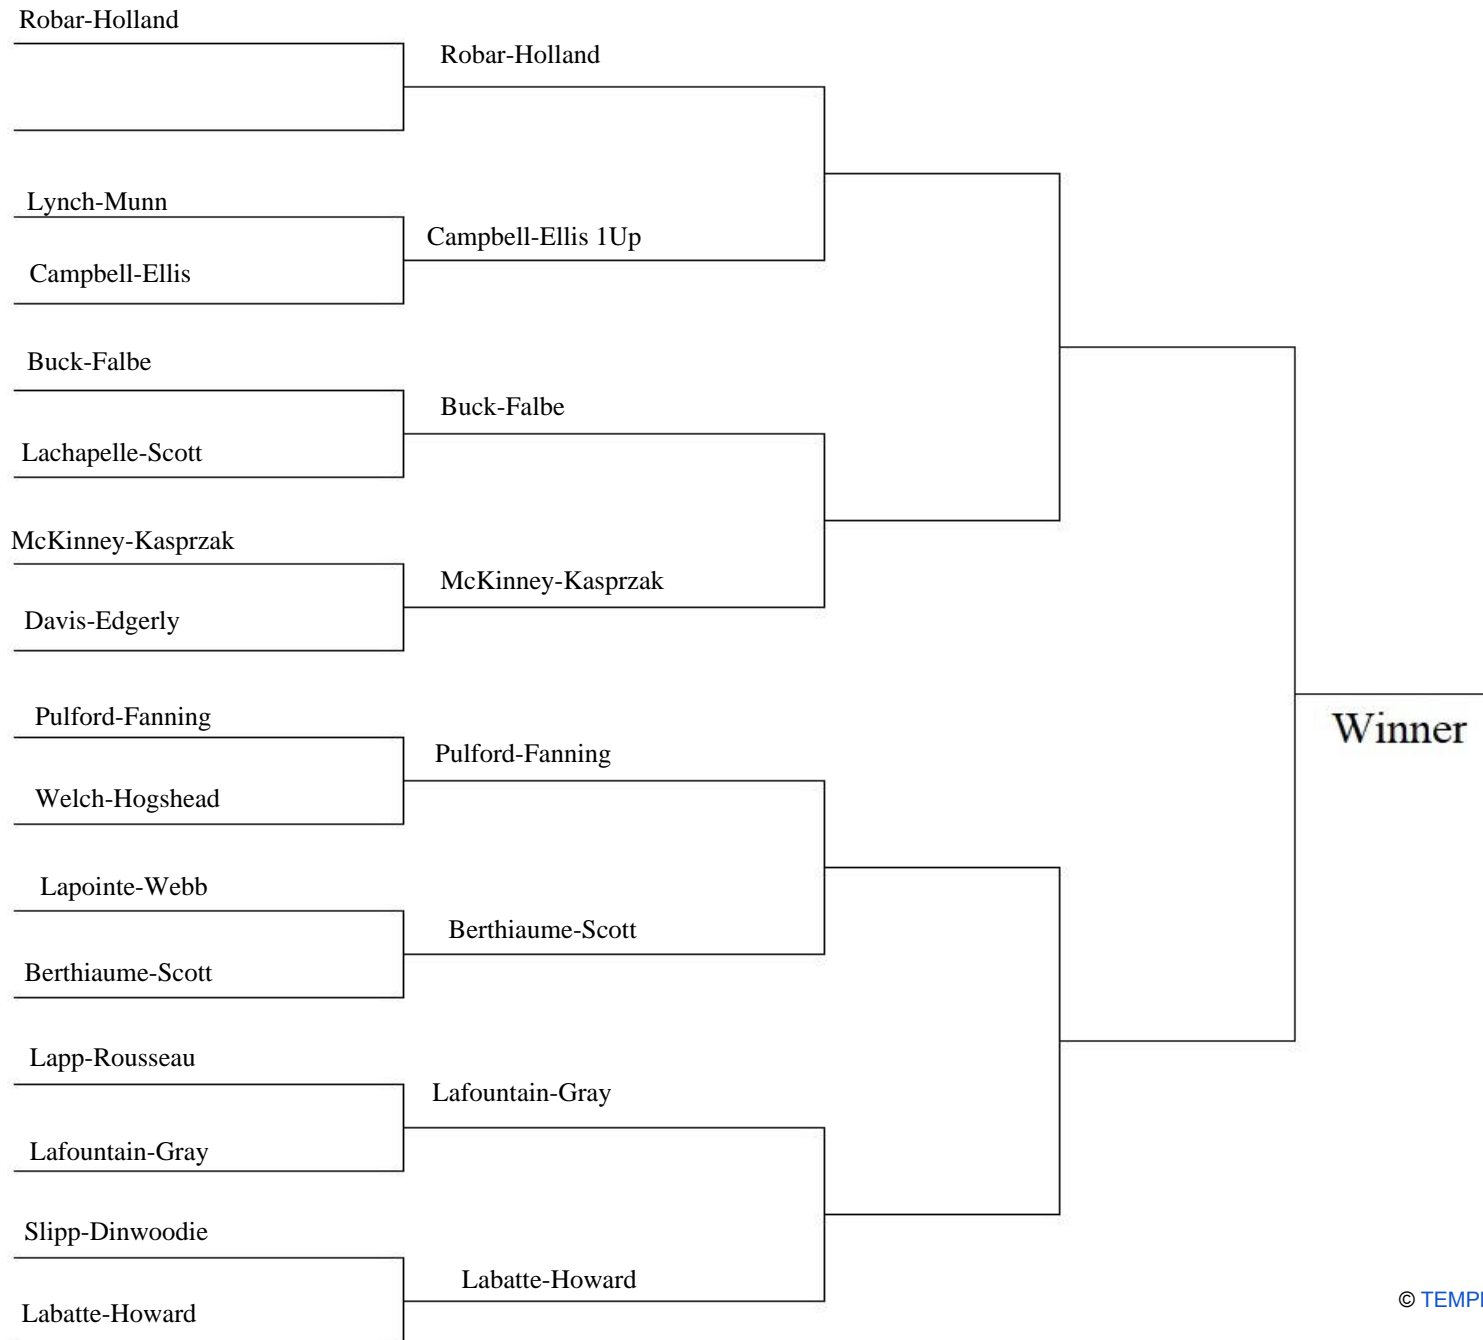 Robar-Holland
Robar-Holland
Lynch-Munn
Campbell-Ellis 1Up
Campbell-Ellis
Buck-Falbe
Buck-Falbe
Lachapelle-Scott
McKinney-Kasprzak
McKinney-Kasprzak
Davis-Edgerly
Pulford-Fanning
Pulford-Fanning
Welch-Hogshead
Winner
Lapointe-Webb
Berthiaume-Scott
Berthiaume-Scott
Lapp-Rousseau
Lafountain-Gray
Lafountain-Gray
Slipp-Dinwoodie
Labatte-Howard
Labatte-Howard
©